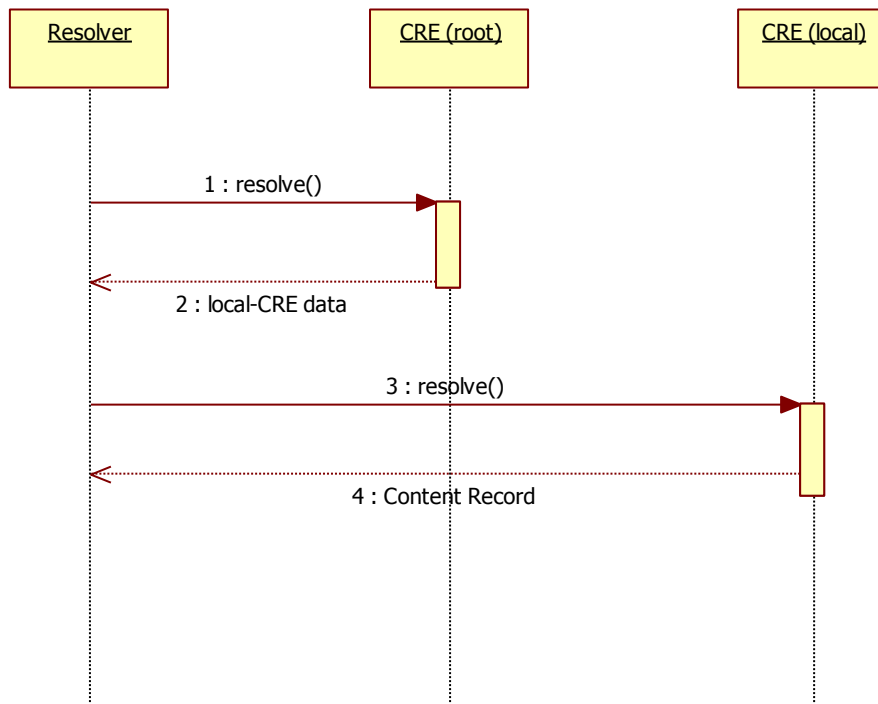 Resolver
CRE (root)
CRE (local)
1 : resolve()
2 : local-CRE data
3 : resolve()
4 : Content Record